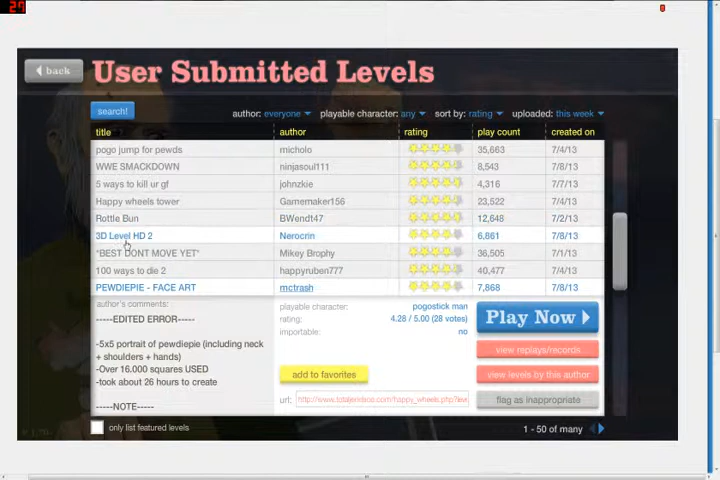 27
back
User Submitted Levels
search!
author: everyone playable character: any sort by: rating uploaded: this week
title author rating play count created on
pogo jump for pewds micholo 35,663 7/4/13
WWE SMACKDOWN ninjasoul111 8,543 7/3/13
5 ways to kill ur gf johnzkie 4,316 7/8/13
Happy wheels tower Gamemaker156 23,522 7/4/13
Rottle Bun BWendt47 12,648 7/2/13
3D Level HD 2 Nerocrin 6,861 7/8/13
"BEST DONT MOVE YET" Mikey Brophy 36,505 7/1/13
100 ways to die 2 happyruben777 40,477 7/4/13
PEWDIEPIE - FACE ART mctrash 7,868 7/8/13
author's comments:
-----EDITED ERROR-----
-5x5 portrait of pewdiepie (including neck
+ shoulders + hands)
-Over 16.000 squares USED
-took about 26 hours to create
-----NOTE-----
playable character: pogostick man
rating: 4.28 / 5.00 (28 votes)
importable: no
add to favorites
url:
Play Now
view replays/records
view levels by this author
flag as inappropriate
only list featured levels
1 - 50 of many